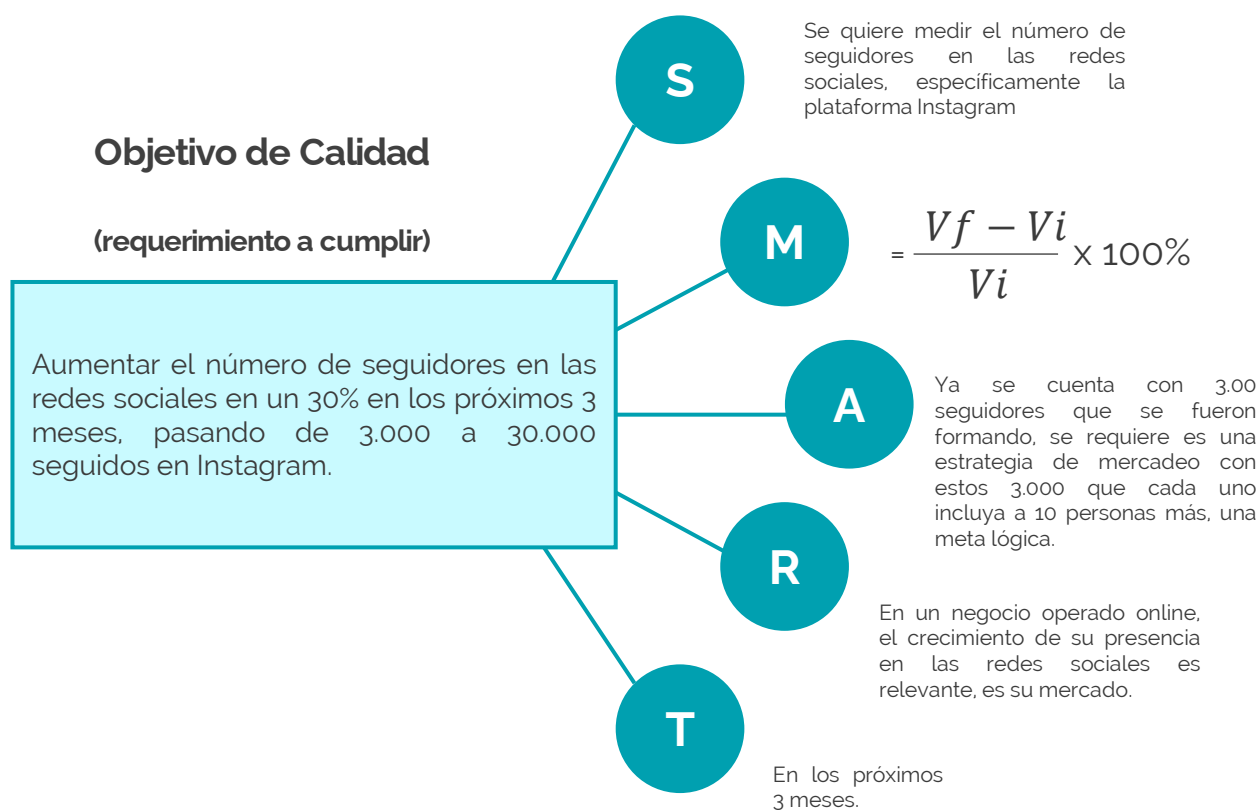 Objetivo de Calidad
(requerimiento a cumplir)
Aumentar el número de seguidores en las
redes sociales en un 30% en los próximos 3
meses, pasando de 3.000 a 30.000
seguidos en Instagram.
S
Se quiere medir el número de
seguidores en las redes
sociales, específicamente la
plataforma Instagram
M
= Vf − Vi
Vi
x 100%
A
Ya se cuenta con 3.00
seguidores que se fueron
formando, se requiere es una
estrategia de mercadeo con
estos 3.000 que cada uno
incluya a 10 personas más, una
meta lógica.
R
En un negocio operado online,
el crecimiento de su presencia
en las redes sociales es
relevante, es su mercado.
T
En los próximos
3 meses.